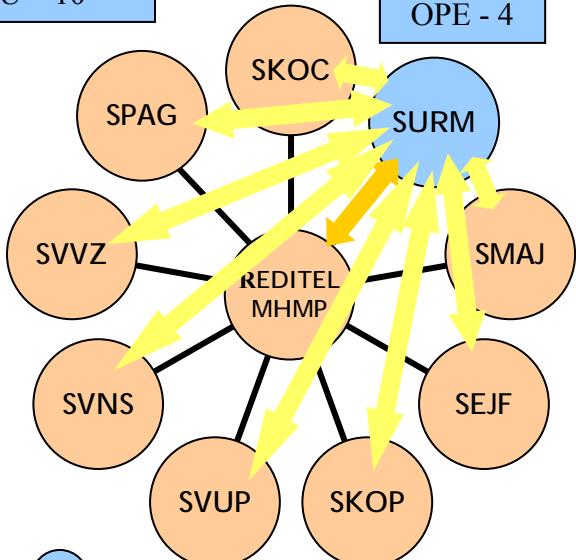 OPE - 4
SKOC
SPAG
SURM
SVVZ
REDITEL
MHMP
SMAJ
SVNS
SEJF
SVUP
SKOP